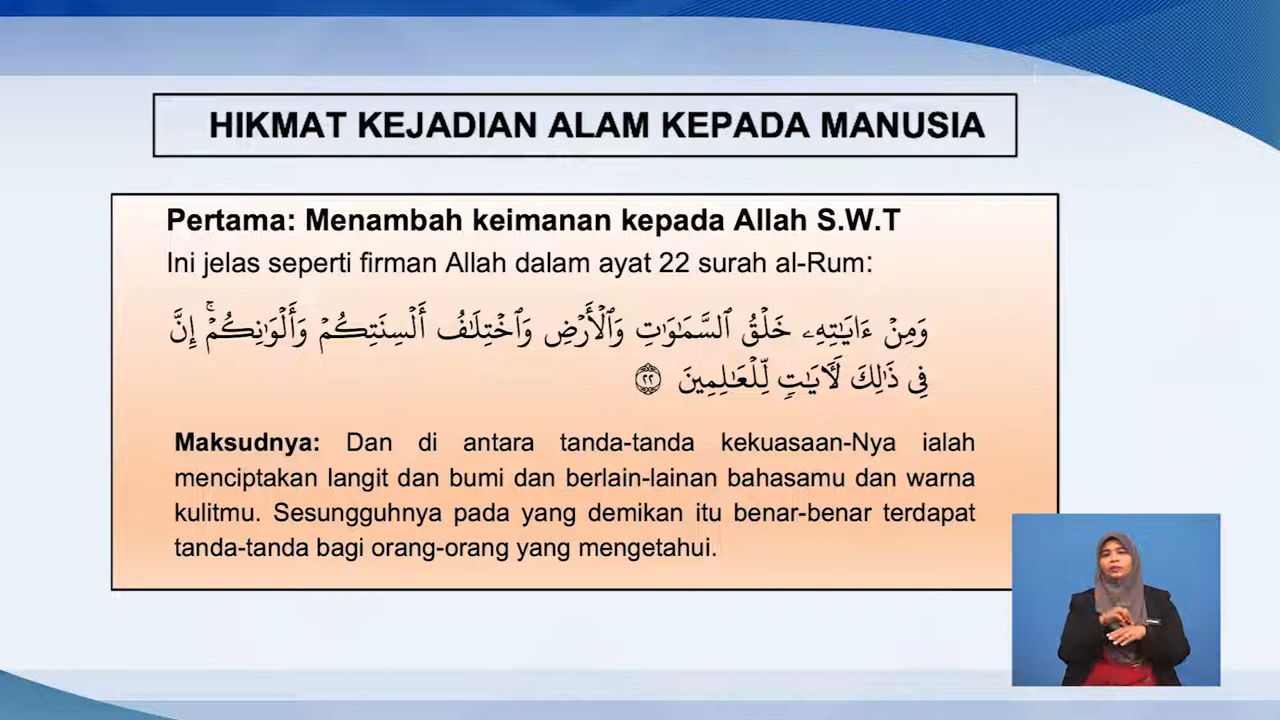 HIKMAT KEJADIAN ALAM KEPADA MANUSIA
Pertama: Menambah keimanan kepada Allah S.W.T
Ini jelas seperti firman Allah dalam ayat 22 surah al-Rum:
وَمِنْ ءَايَٰتِهِۦ خَلْقُ ٱلسَّمَٰوَٰتِ وَٱلْأَرْضِ وَٱخْتِلَٰفُ أَلْسِنَتِكُمْ وَأَلْوَٰنِكُمْ ۚ إِنَّ
فِى ذَٰلِكَ لَـَٔايَٰتٍ لِّلْعَٰلِمِينَ ٢٢
Maksudnya: Dan di antara tanda-tanda kekuasaan-Nya ialah
menciptakan langit dan bumi dan berlain-lainan bahasamu dan warna
kulitmu. Sesungguhnya pada yang demikan itu benar-benar terdapat
tanda-tanda bagi orang-orang yang mengetahui.